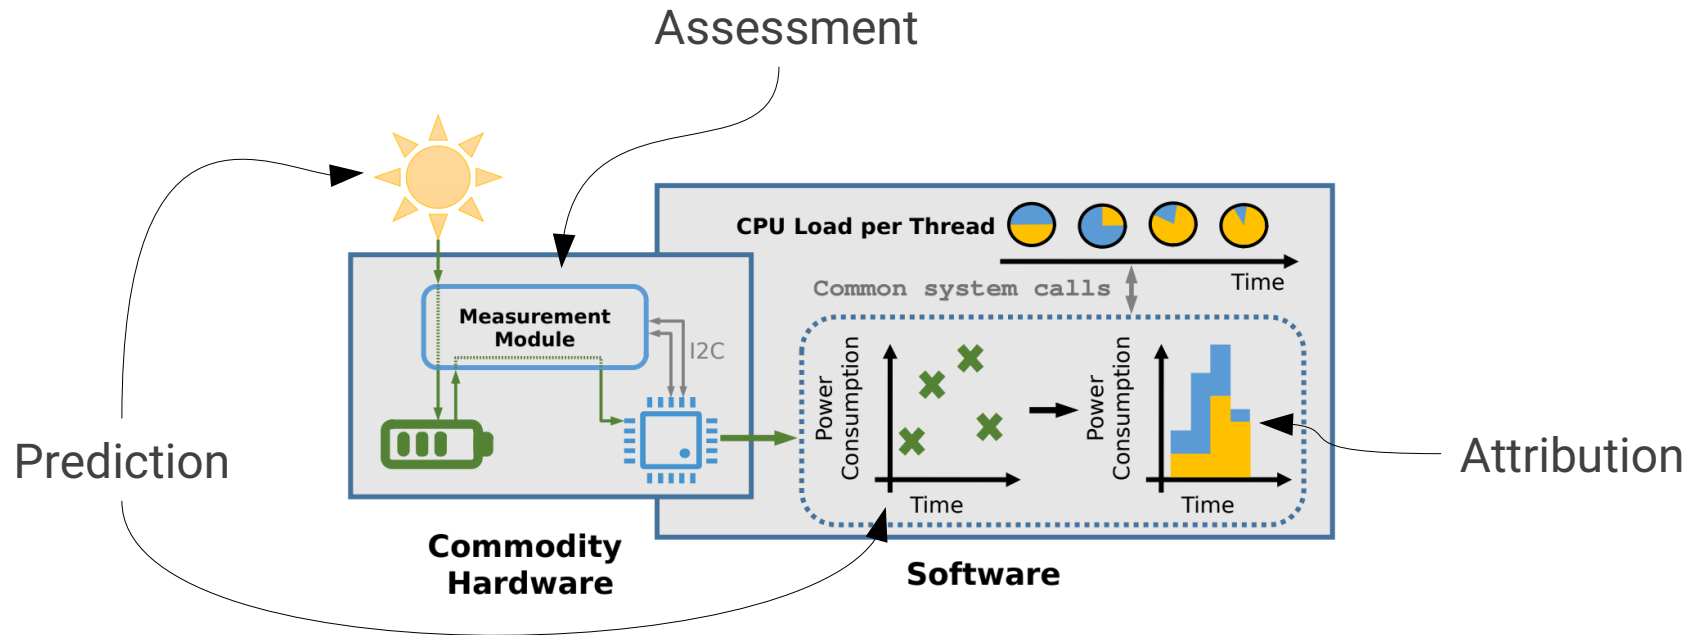 Assessment
CPU Load per Thread
Time
Common system calls
Measurement
Module
I2C
Power
Consumption
Time
Power
Consumption
Time
Prediction
Attribution
Commodity
Hardware
Software